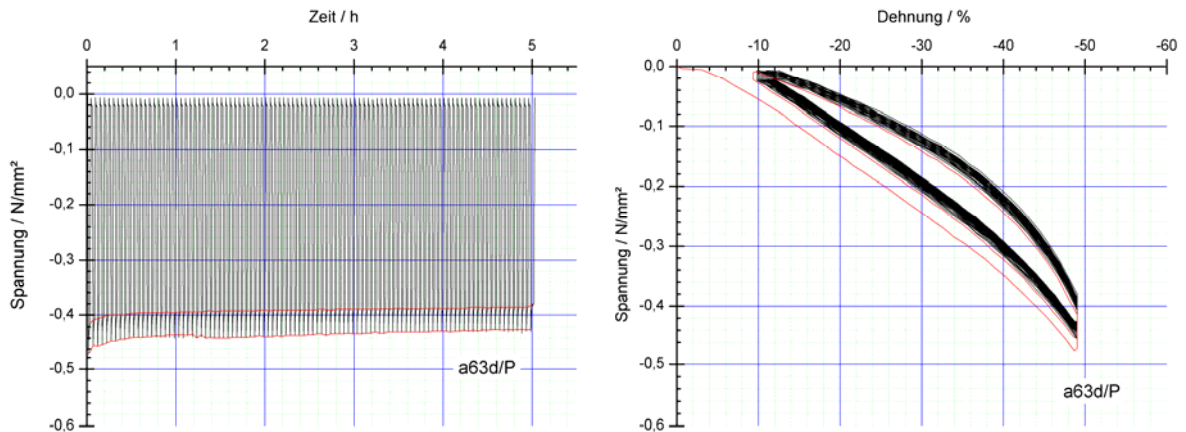 Zeit / h
0 1 2 3 4 5
Spannung / N/mm²
0,0
-0,1
-0,2
-0,3
-0,4
-0,5
-0,6
a63d/P
Dehnung / %
0 -10 -20 -30 -40 -50 -60
Spannung / N/mm²
0,0
-0,1
-0,2
-0,3
-0,4
-0,5
-0,6
a63d/P